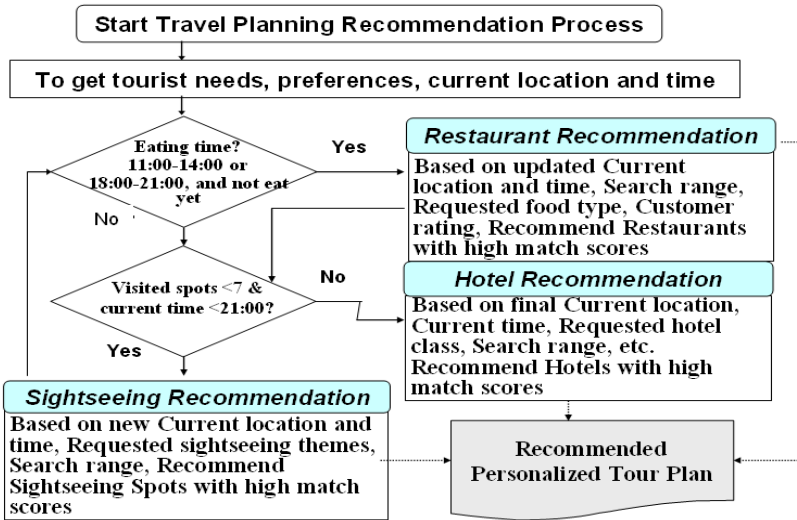 Start Travel Planning Recommendation Process
To get tourist needs, preferences, current location and time
Eating time?
11:00-14:00 or
18:00-21:00, and not eat
yet
Yes
No
Restaurant Recommendation
Based on updated Current
location and time, Search range,
Requested food type, Customer
rating, Recommend Restaurants
with high match scores
Visited spots <7 &
current time <21:00?
No
Yes
Hotel Recommendation
Based on final Current location,
Current time, Requested hotel
class, Search range, etc.
Recommend Hotels with high
match scores
Sightseeing Recommendation
Based on new Current location and
time, Requested sightseeing themes,
Search range, Recommend
Sightseeing Spots with high match
scores
Recommended
Personalized Tour Plan